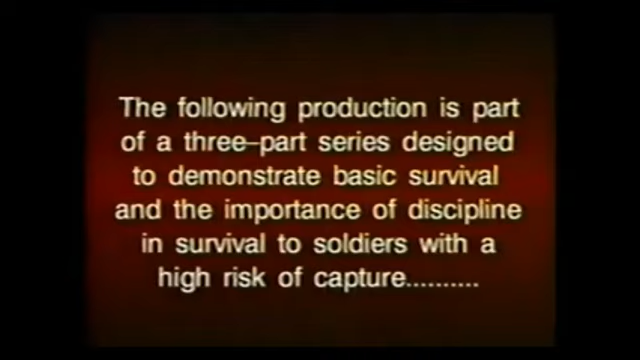 The following production is part
of a three-part series designed
to demonstrate basic survival
and the importance of discipline
in survival to soldiers with a
high risk of capture..........